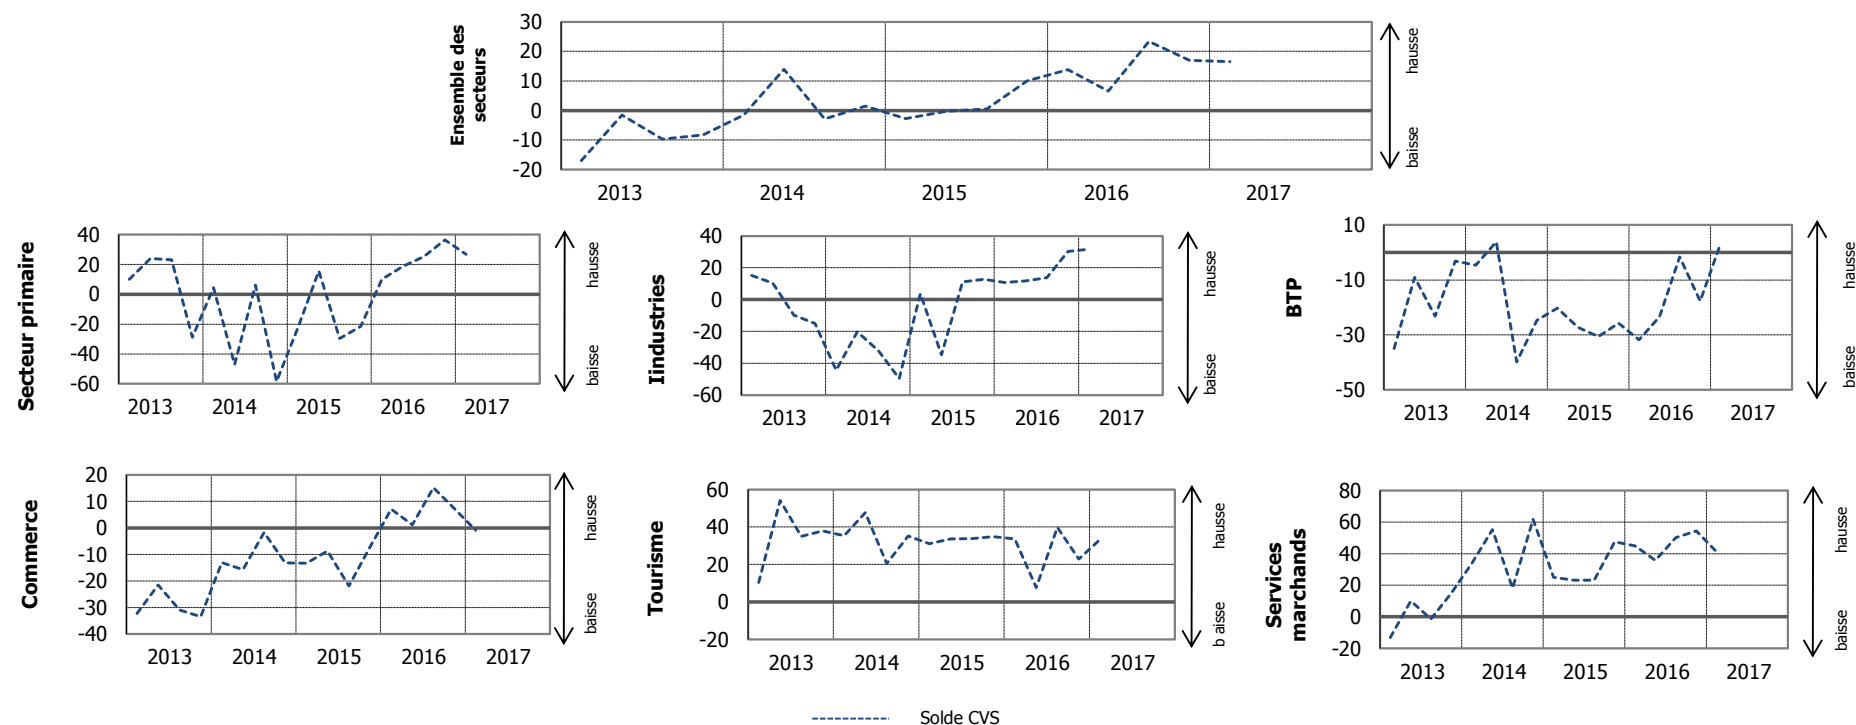 Ensemble des
secteurs
30
20
10
0
-10
-20
2013 2014 2015 2016 2017
hausse
baisse
Secteur primaire
40
20
0
-20
-40
-60
2013 2014 2015 2016 2017
hausse
baisse
Iindustries
40
20
0
-20
-40
-60
2013 2014 2015 2016 2017
hausse
baisse
BTP
10
-10
-30
-50
2013 2014 2015 2016 2017
hausse
baisse
Commerce
20
10
0
-10
-20
-30
-40
2013 2014 2015 2016 2017
hausse
baisse
Tourisme
60
40
20
0
-20
2013 2014 2015 2016 2017
hausse
b aisse
Services
marchands
80
60
40
20
0
-20
2013 2014 2015 2016 2017
hausse
baisse
Solde CVS